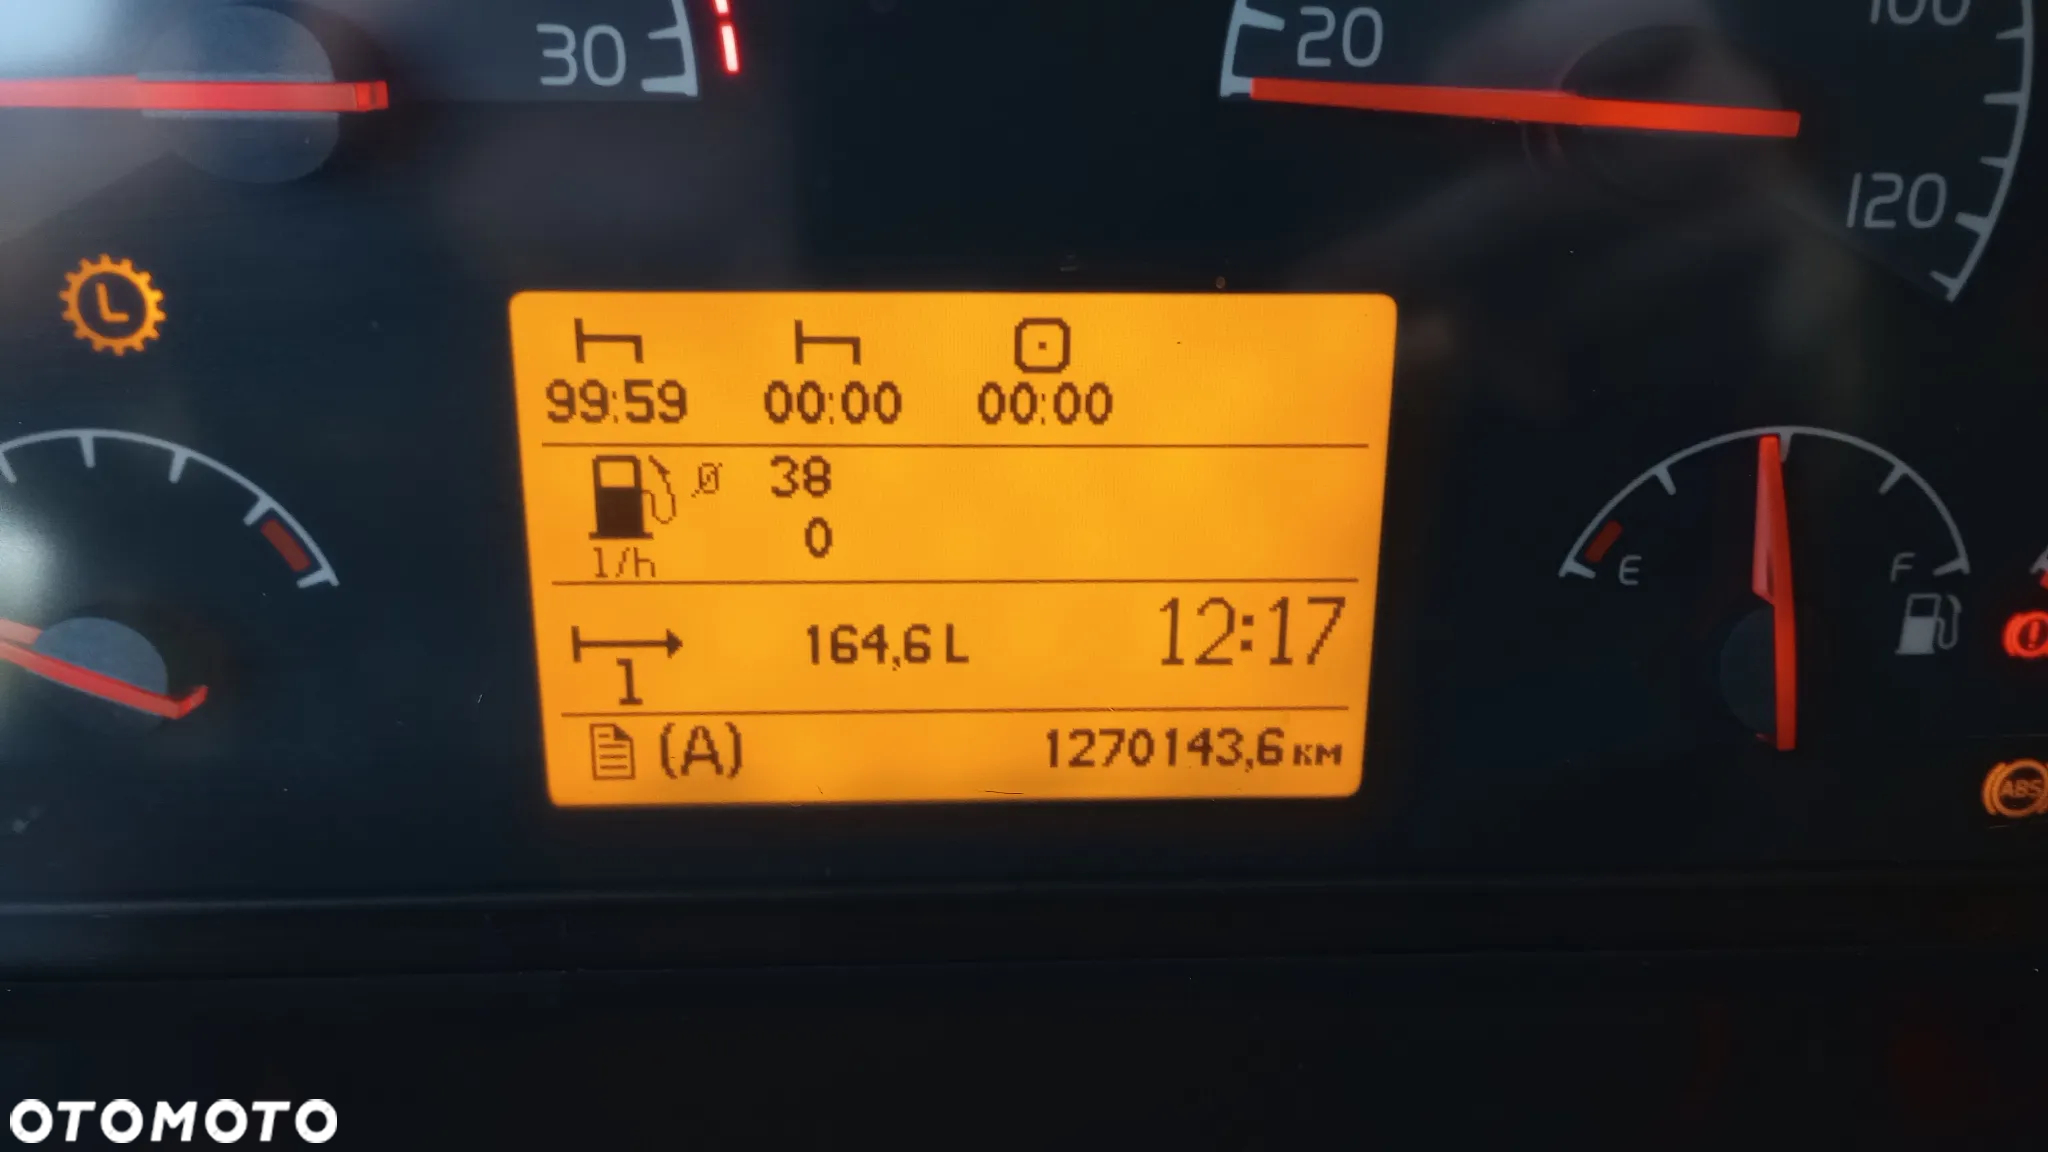 30
20
100
120
L
99:59 00:00 00:00
Ø 38
0
l/h
E F
164,6 L 12:17
1
(A) 1270143,6 км
ABS
OTOMOTO